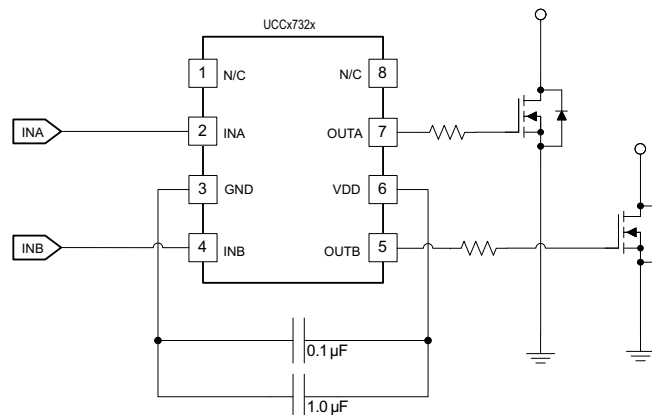 UCCx732x
1 N/C N/C 8
INA 2 INA OUTA 7
3 GND VDD 6
INB 4 INB OUTB 5
0.1 µF
1.0 µF